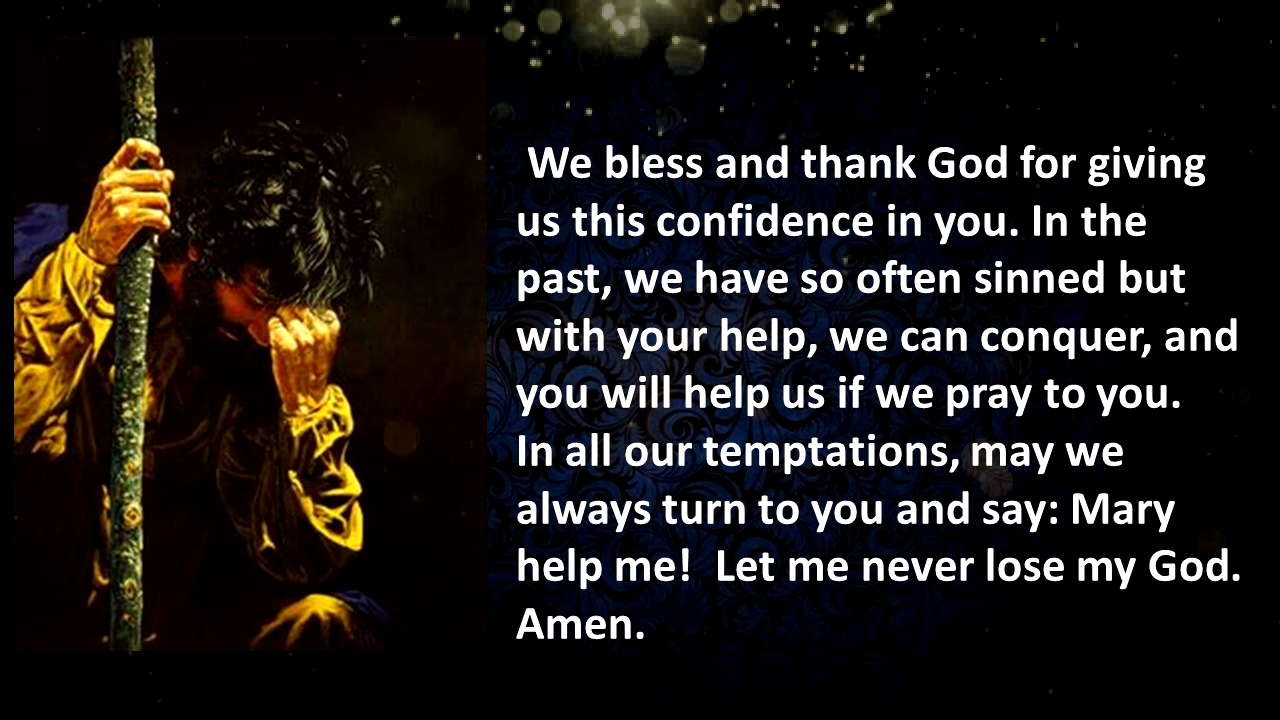 We bless and thank God for giving
us this confidence in you. In the
past, we have so often sinned but
with your help, we can conquer, and
you will help us if we pray to you.
In all our temptations, may we
always turn to you and say: Mary
help me!  Let me never lose my God.
Amen.